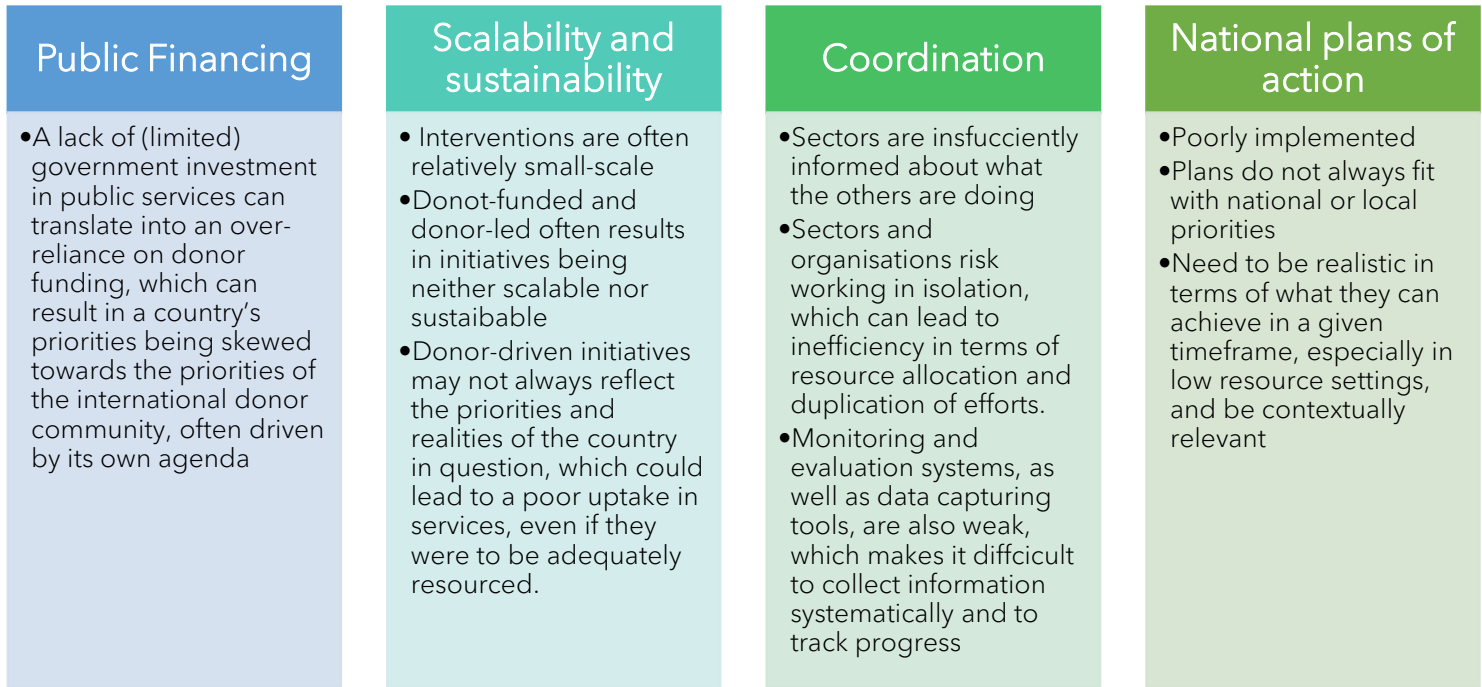 Public Financing
•A lack of (limited)
government investment
in public services can
translate into an over-
reliance on donor
funding, which can
result in a country's
priorities being skewed
towards the priorities of
the international donor
community, often driven
by its own agenda
Scalability and
sustainability
• Interventions are often
relatively small-scale
•Donot-funded and
donor-led often results
in initiatives being
neither scalable nor
sustaibable
•Donor-driven initiatives
may not always reflect
the priorities and
realities of the country
in question, which could
lead to a poor uptake in
services, even if they
were to be adequately
resourced.
Coordination
•Sectors are insfucciently
informed about what
the others are doing
•Sectors and
organisations risk
working in isolation,
which can lead to
inefficiency in terms of
resource allocation and
duplication of efforts.
•Monitoring and
evaluation systems, as
well as data capturing
tools, are also weak,
which makes it diffcicult
to collect information
systematically and to
track progress
National plans of
action
•Poorly implemented
•Plans do not always fit
with national or local
priorities
•Need to be realistic in
terms of what they can
achieve in a given
timeframe, especially in
low resource settings,
and be contextually
relevant